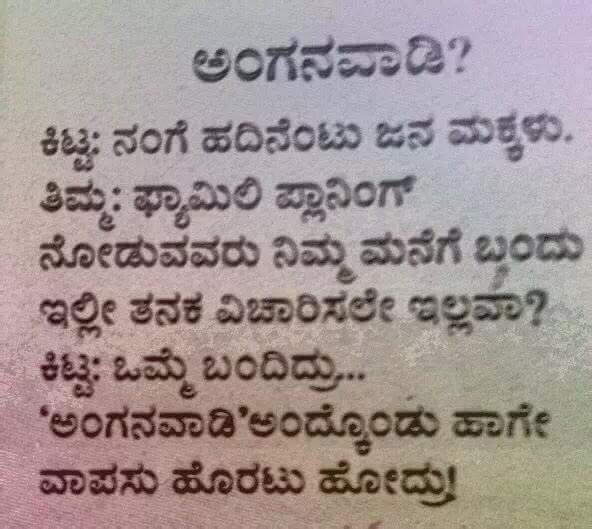 ಅಂಗನವಾಡಿ?
ಕಿಟ್ಟ: ನಂಗೆ ಹದಿನೆಂಟು ಜನ ಮಕ್ಕಳು.
ತಿಮ್ಮ: ಫ್ಯಾಮಿಲಿ ಪ್ಲಾನಿಂಗ್
ನೋಡುವವರು ನಿಮ್ಮ ಮನೆಗೆ ಬಂದು
ಇಲ್ಲೀ ತನಕ ವಿಚಾರಿಸಲೇ ಇಲ್ಲವಾ?
ಕಿಟ್ಟ: ಒಮ್ಮೆ ಬಂದಿದ್ರು...
'ಅಂಗನವಾಡಿ'ಅಂದ್ಕೊಂಡು ಹಾಗೇ
ವಾಪಸು ಹೊರಟು ಹೋದ್ರು!